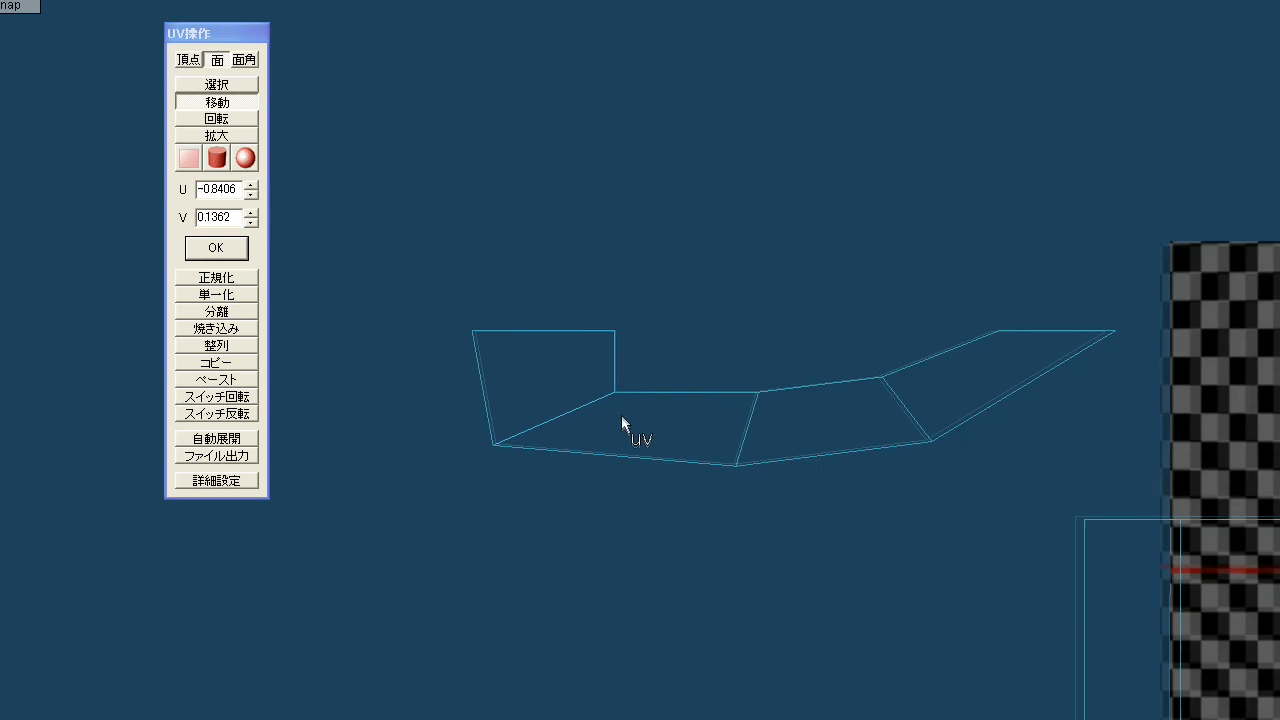 nap
UV操作
頂点 面 面角
選択
移動
回転
拡大
U -0.8406
V 0.1362
OK
正規化
単一化
分離
焼き込み
整列
コピー
ペースト
スイッチ回転
スイッチ反転
自動展開
ファイル出力
詳細設定
UV